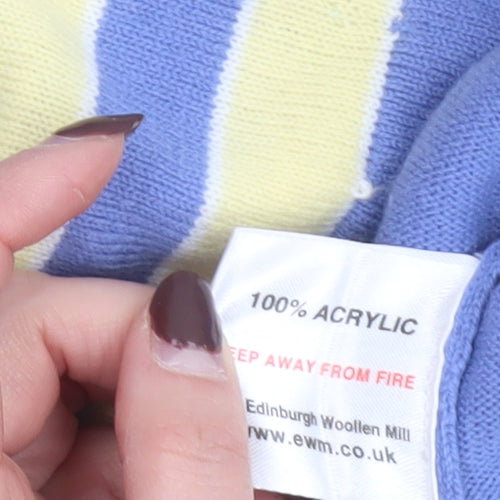 100% ACRYLIC
EEP AWAY FROM FIRE
Edinburgh Woollen Mill
www.ewm.co.uk